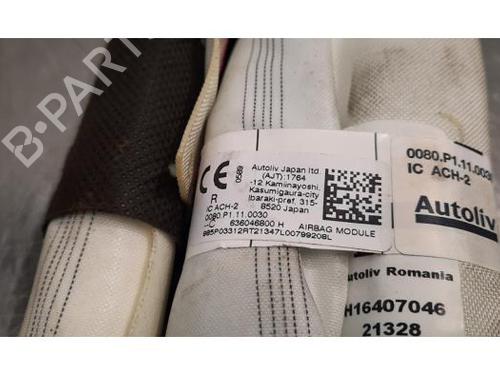 B-PARTS
CE
0589
Autoliv Japan ltd.
(AJT):1764
-12 Kamiinayoshi,
Kasumigaura-city
Ibaraki-pref, 315-
8520 Japan
R
IC ACH-2
0080.P1.11.0030
636046800 H
AIRBAG MODULE
985P03312RT21347L00799208L
0080.P1.11.0030
IC ACH-2
Autoliv
Autoliv Romania
H16407046
21328